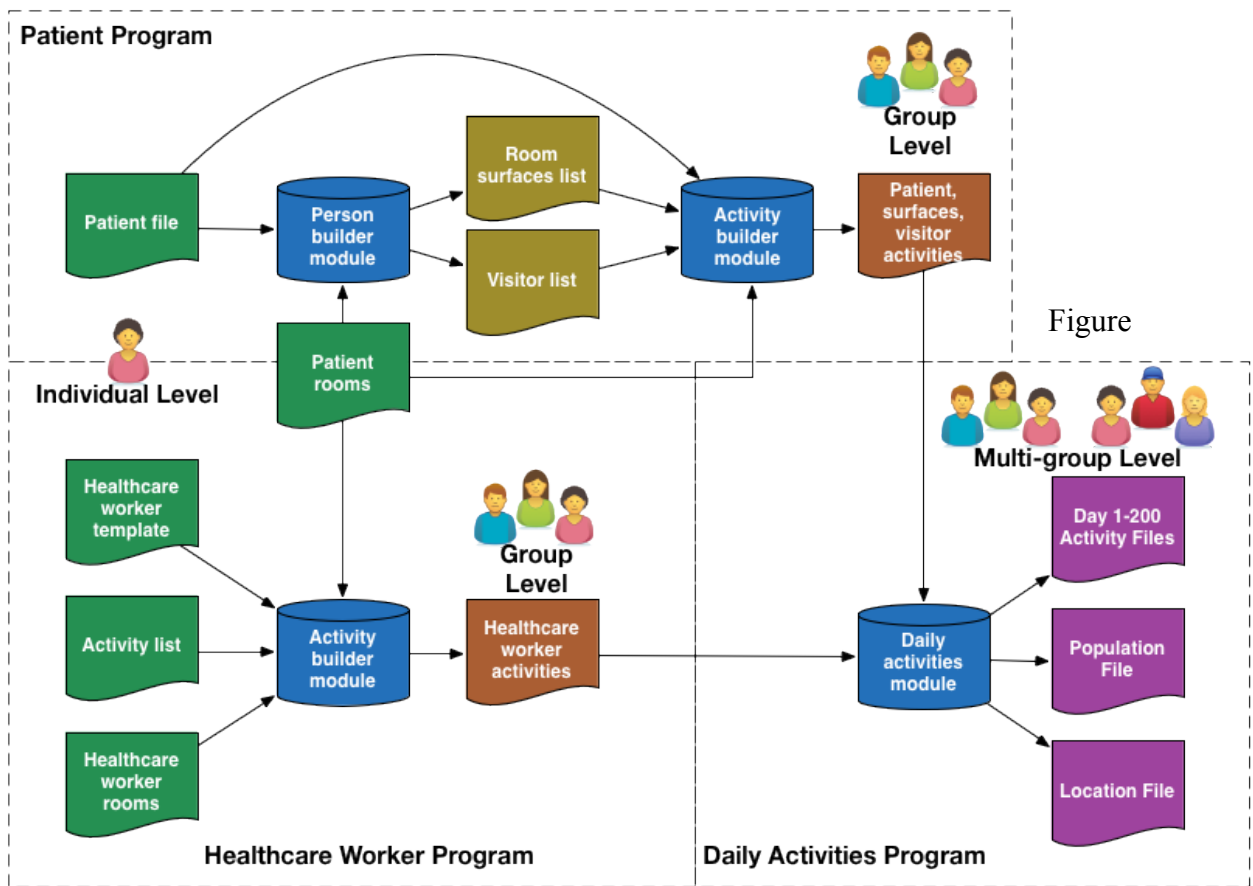 Patient Program
Group
Level
Patient file
Person
builder
module
Room
surfaces list
Visitor list
Activity
builder
module
Patient,
surfaces,
visitor
activities
Figure
Individual Level
Patient
rooms
Multi-group Level
Healthcare
worker
template
Activity list
Healthcare
worker
rooms
Activity
builder
module
Group
Level
Healthcare
worker
activities
Daily
activities
module
Day 1-200
Activity Files
Population
File
Location File
Healthcare Worker Program
Daily Activities Program